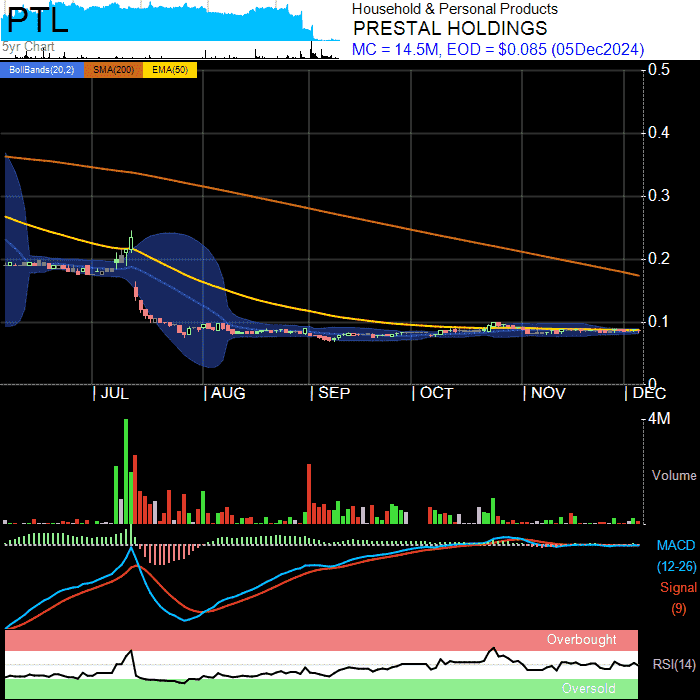 PTL
5yr Chart
Household & Personal Products
PRESTAL HOLDINGS
MC = 14.5M, EOD = $0.085 (05Dec2024)
BollBands(20,2) SMA(200) EMA(50)
0.5
0.4
0.3
0.2
0.1
0
JUL AUG SEP OCT NOV DEC
4M
Volume
MACD
(12-26)
Signal
(9)
Overbought
RSI(14)
Oversold